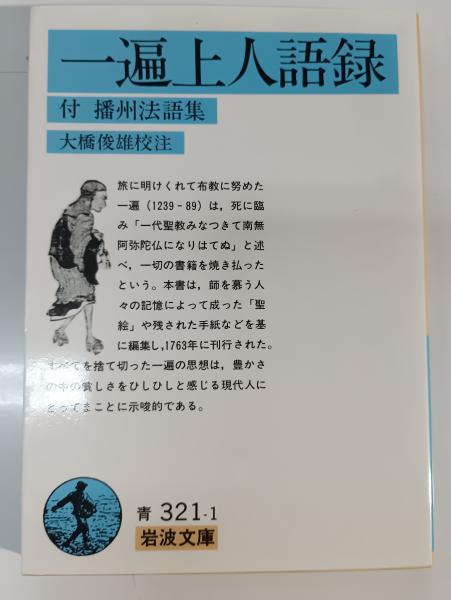 一遍上人語録
付 播州法語集
大橋俊雄校注
旅に明けくれて布教に努めた
一遍(1239-89)は，死に臨
み「一代聖教みなつきて南無
阿弥陀仏になりはてぬ」と述
べ，一切の書籍を焼き払った
という。本書は，師を慕う人
々の記憶によって成った「聖
絵」や残された手紙などを基
に編集し，1763年に刊行された。
すべてを捨て切った一遍の思想は，豊かさ
の中の貧しさをひしひしと感じる現代人に
とってまことに示唆的である。
青 321-1
岩波文庫